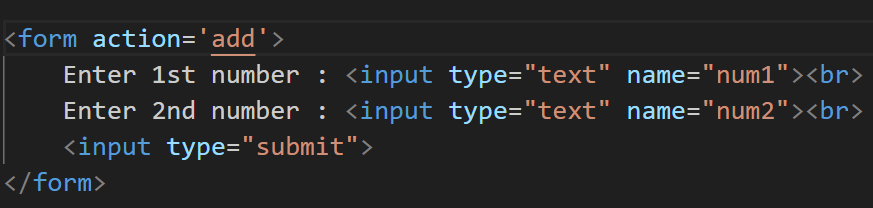 <form action='add'>
    Enter 1st number : <input type="text" name="num1"><br>
    Enter 2nd number : <input type="text" name="num2"><br>
    <input type="submit">
</form>